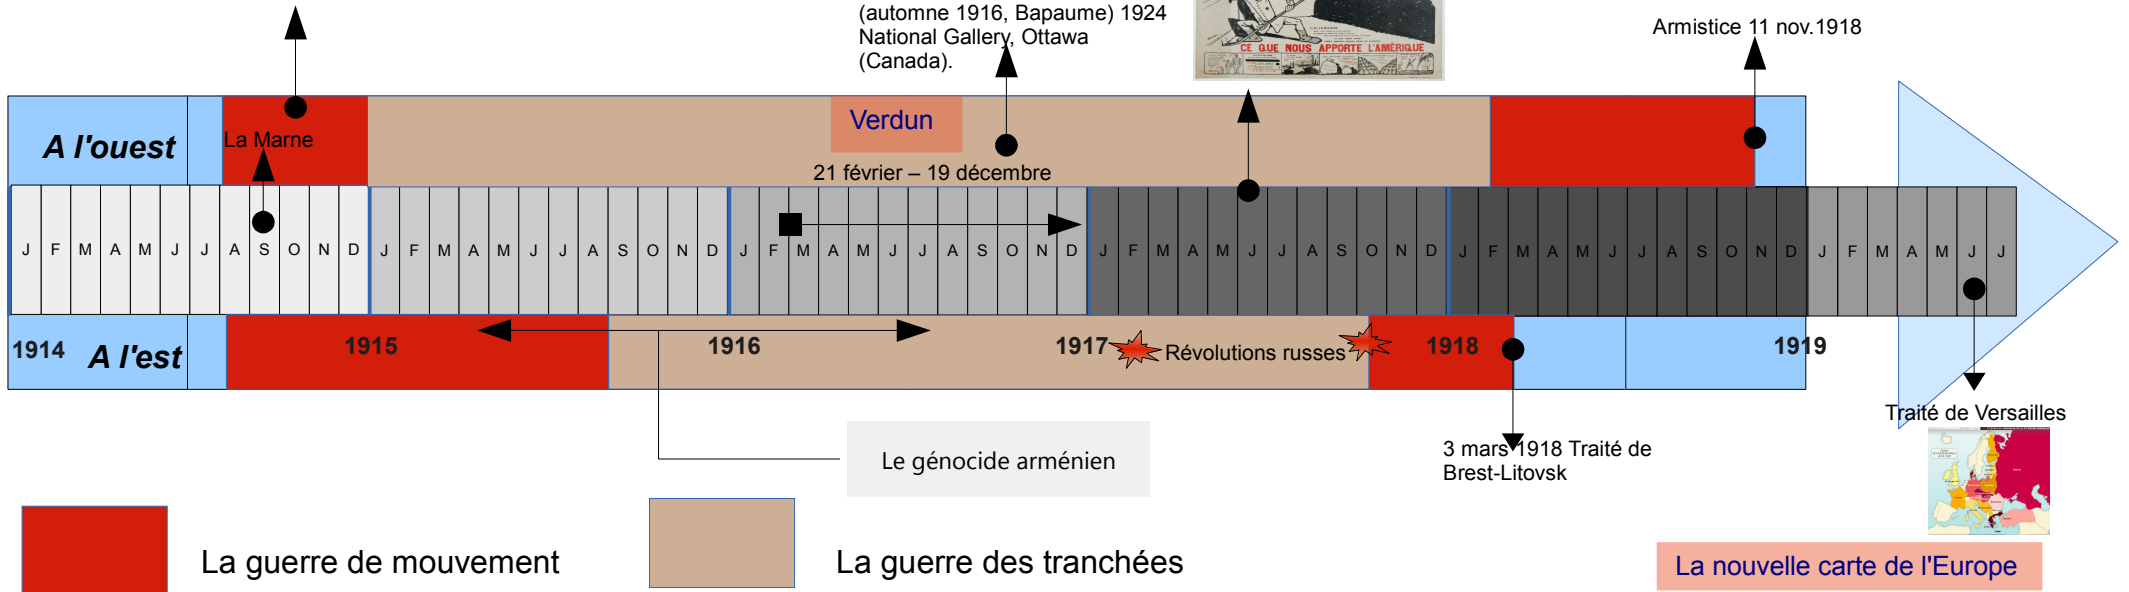 (automne 1916, Bapaume) 1924
National Gallery, Ottawa
(Canada).
CE QUE NOUS APPORTE L'AMÉRIQUE
Armistice 11 nov.1918
A l'ouest
La Marne
Verdun
21 février – 19 décembre
J F M A M J J A S O N D J F M A M J J A S O N D J F M A M J J A S O N D J F M A M J J A S O N D J F M A M J J A S O N D J F M A M J J
1914 A l'est 1915 1916 1917 Révolutions russes 1918 1919
Traité de Versailles
Le génocide arménien
3 mars 1918 Traité de
Brest-Litovsk
La guerre de mouvement
La guerre des tranchées
La nouvelle carte de l'Europe